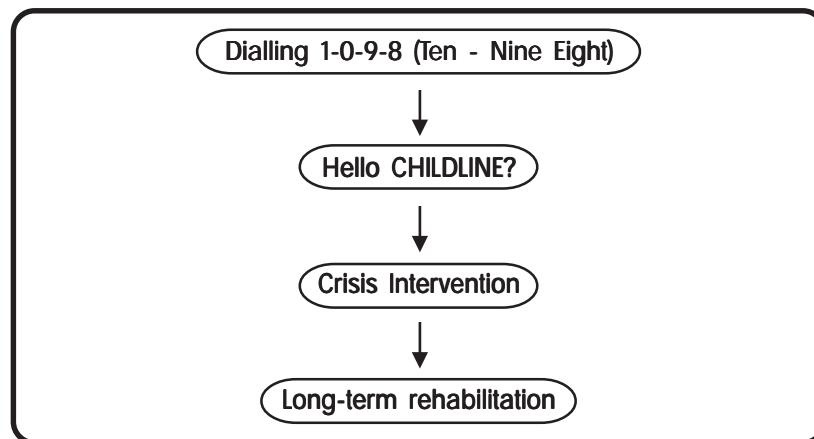 Dialling 1-0-9-8 (Ten - Nine Eight)
Hello CHILDLINE?
Crisis Intervention
Long-term rehabilitation